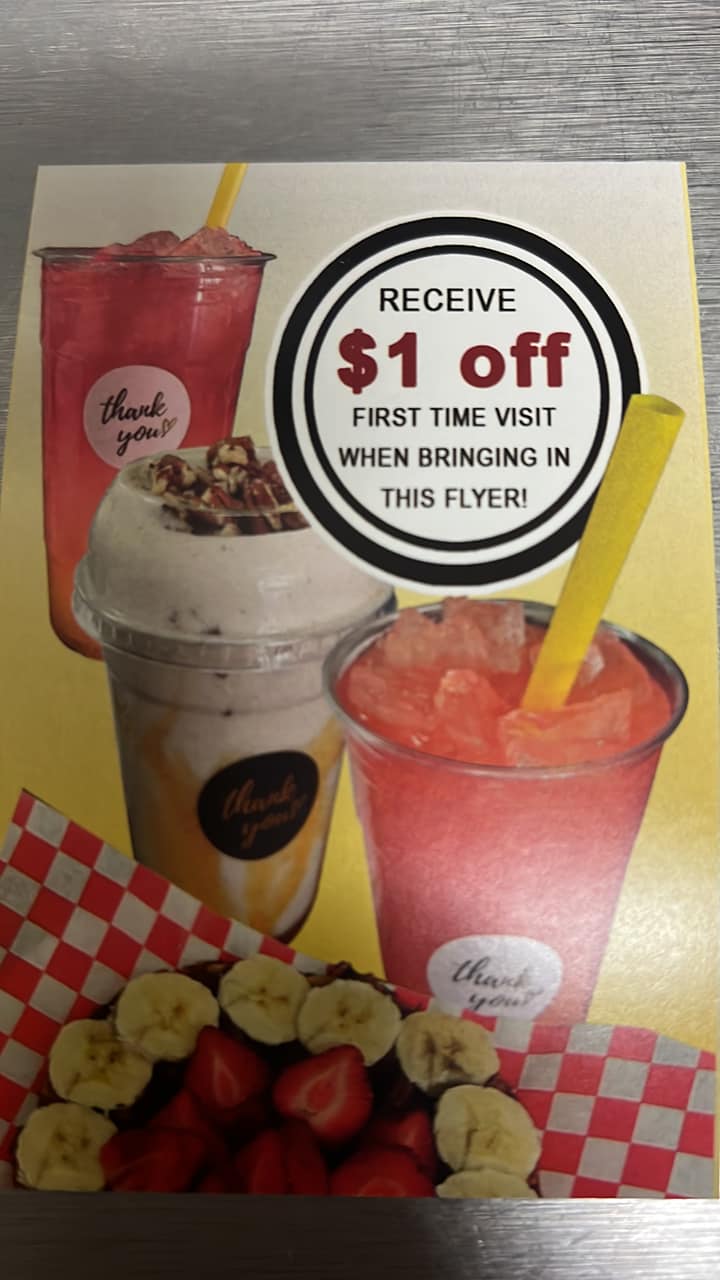 RECEIVE
$1 off
FIRST TIME VISIT
WHEN BRINGING IN
THIS FLYER!
thank
you
thank
you
thank
you